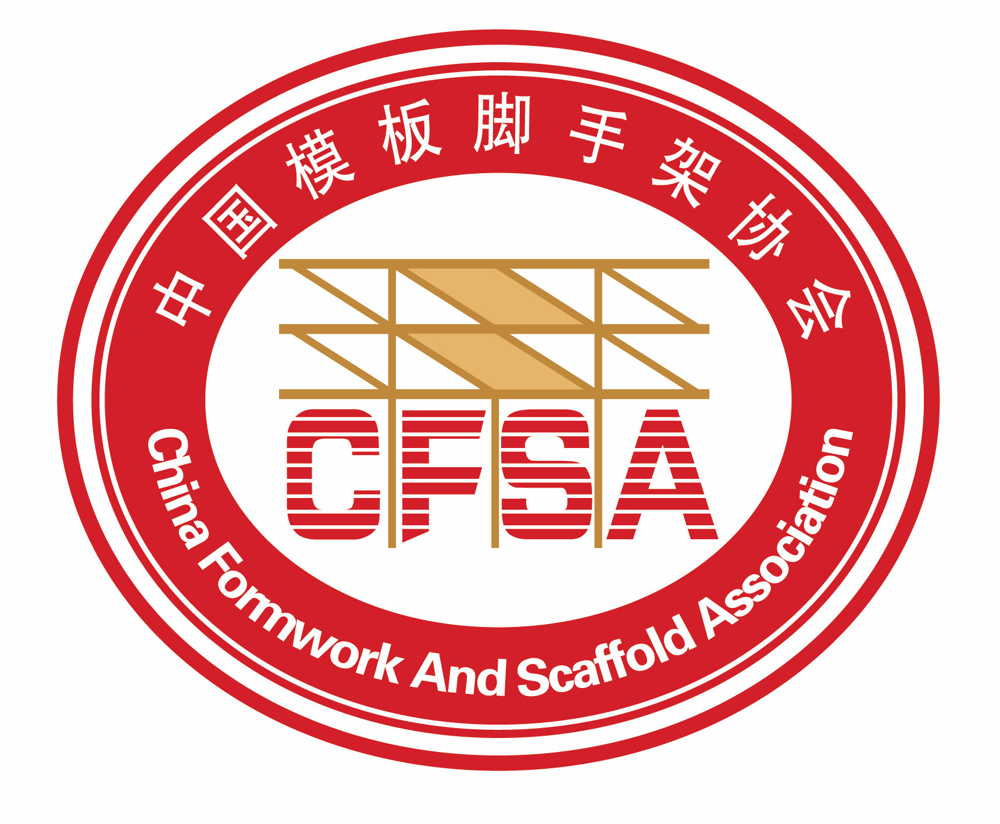 中国模板脚手架协会
CFSA
China Formwork And Scaffold Association